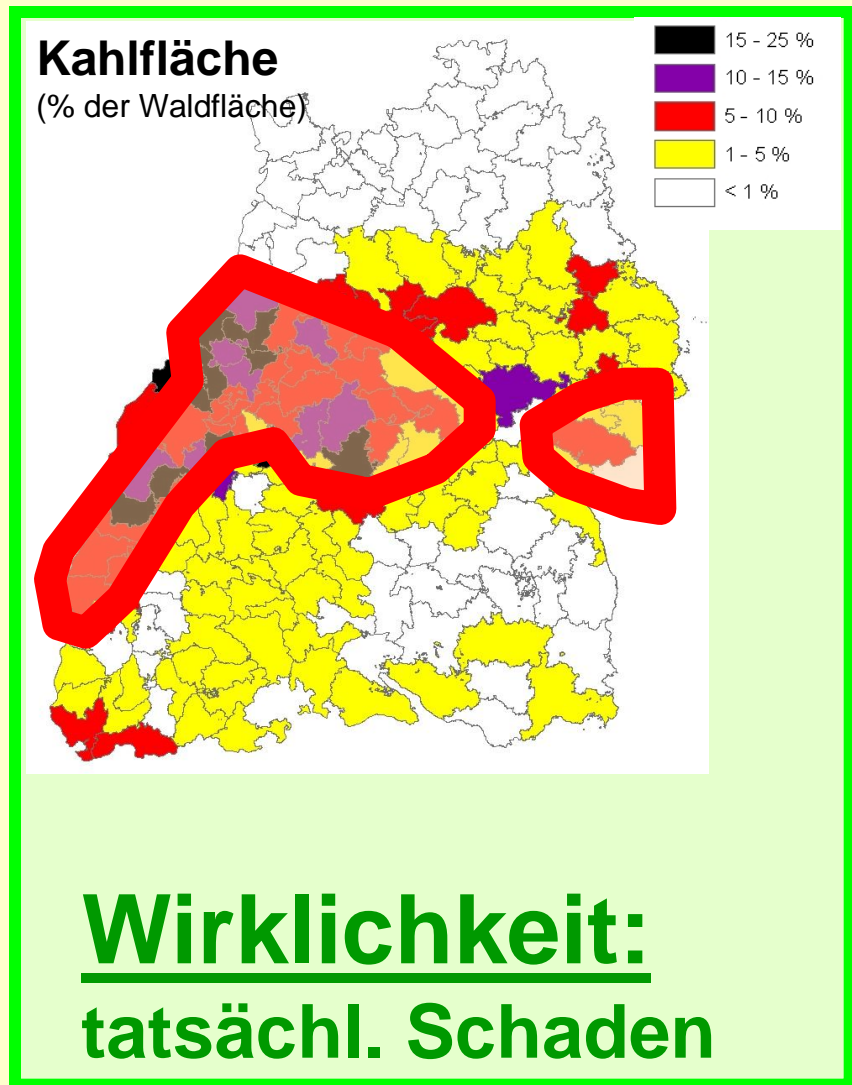 Kahlfläche
(% der Waldfläche)
15 - 25 %
10 - 15 %
5 - 10 %
1 - 5 %
< 1 %
Wirklichkeit:
tatsächl. Schaden